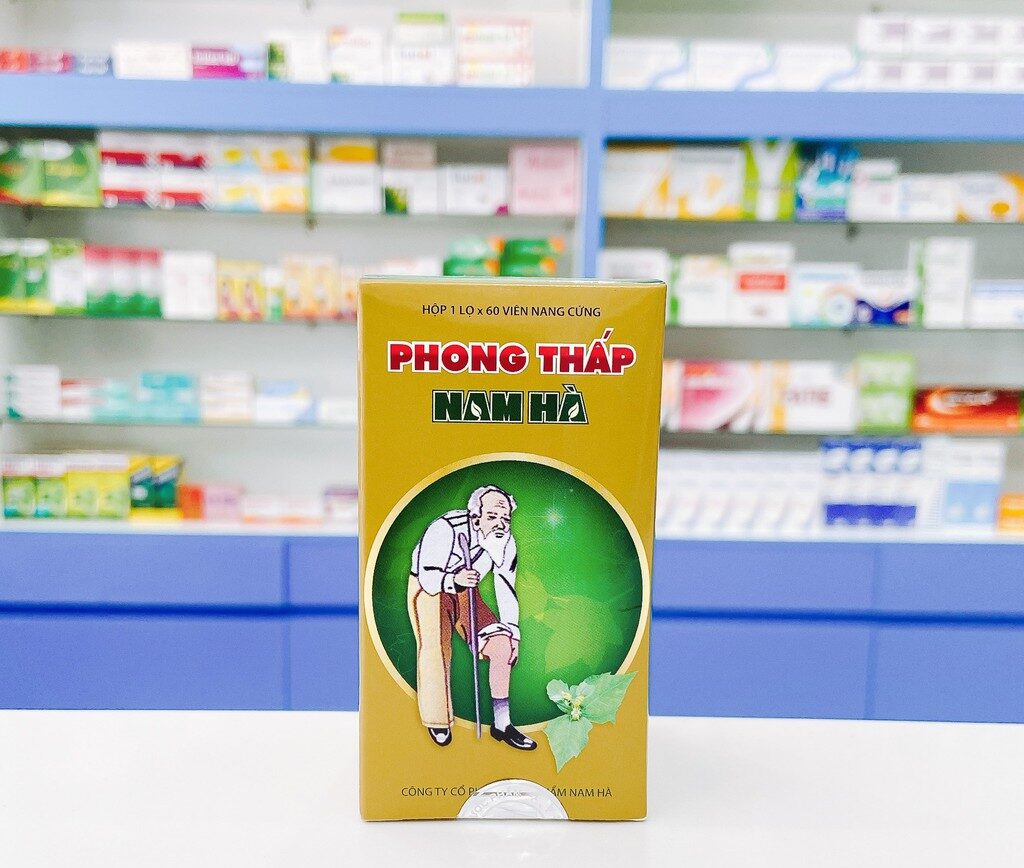 HỘP 1 LỌ x 60 VIÊN NANG CỨNG
PHONG THẤP
NAM HÀ
CÔNG TY CỔ NAM HÀ